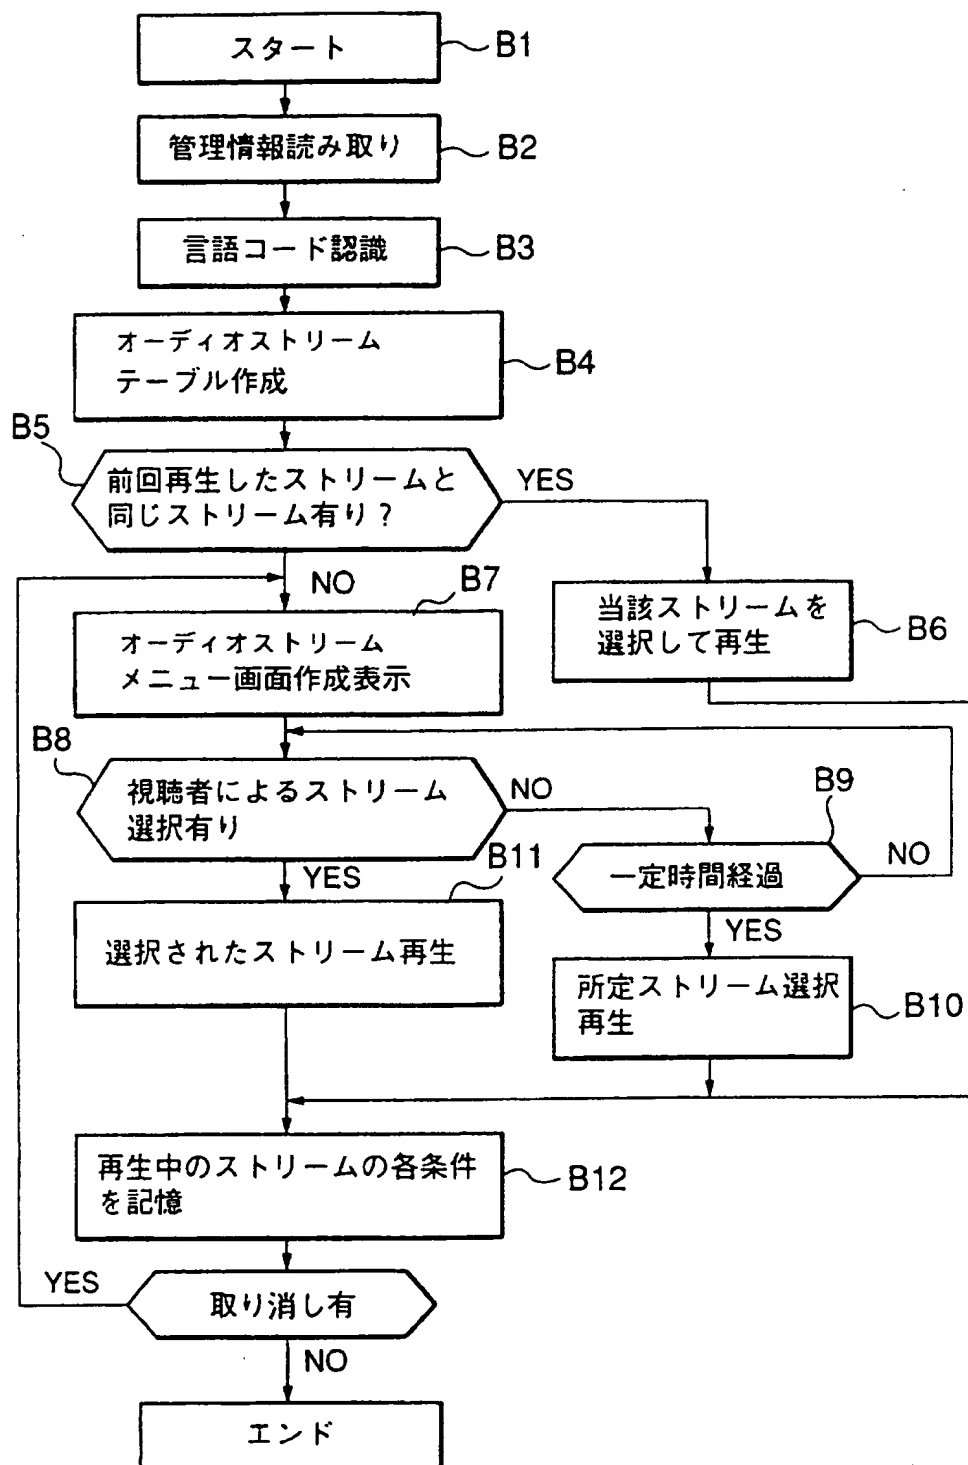 スタート
B1
管理情報読み取り
B2
言語コード認識
B3
オーディオストリーム
テーブル作成
B4
B5
前回再生したストリームと
同じストリーム有り？
YES
NO
当該ストリームを
選択して再生
B6
B7
オーディオストリーム
メニュー画面作成表示
B8
視聴者によるストリーム
選択有り
NO
YES
B9
一定時間経過
NO
YES
所定ストリーム選択
再生
B10
B11
選択されたストリーム再生
再生中のストリームの各条件
を記憶
B12
YES
取り消し有
NO
エンド